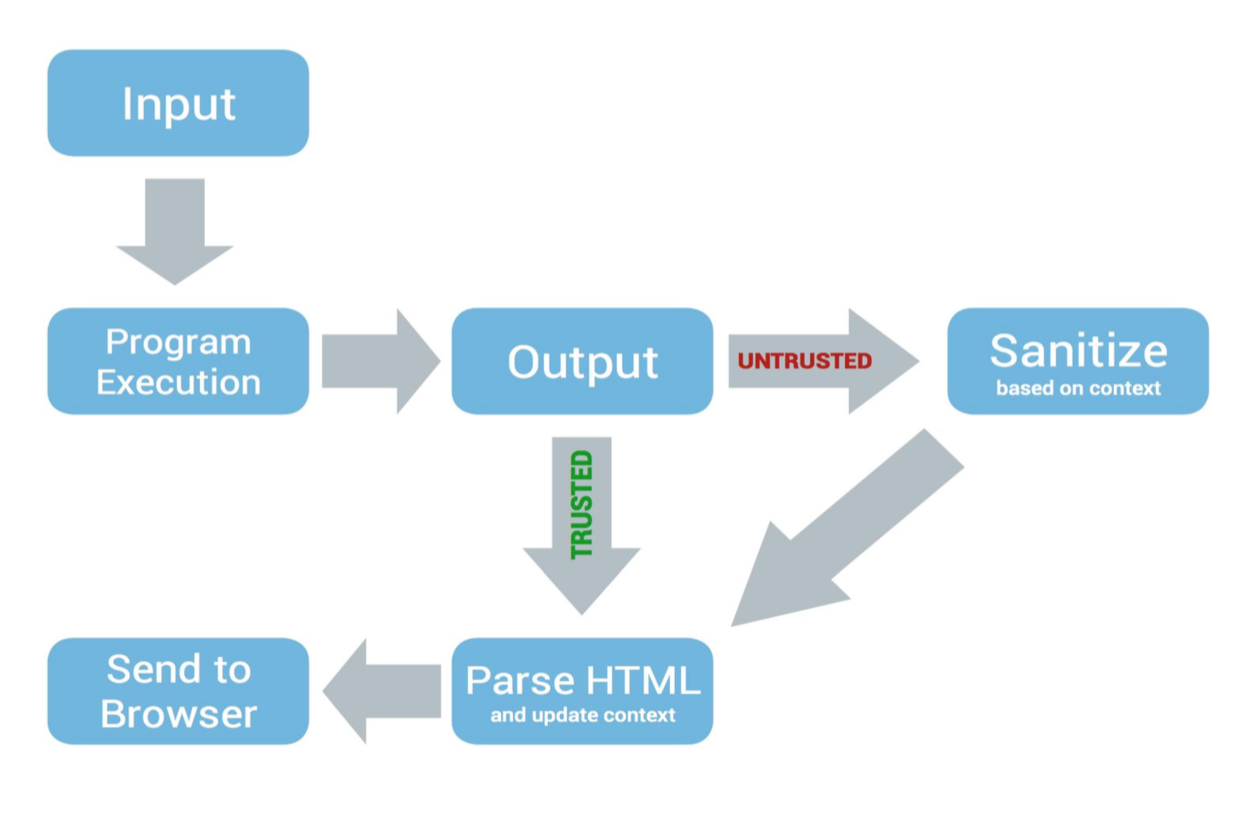 Input
Program
Execution
Output
UNTRUSTED
Sanitize
based on context
TRUSTED
Send to
Browser
Parse HTML
and update context